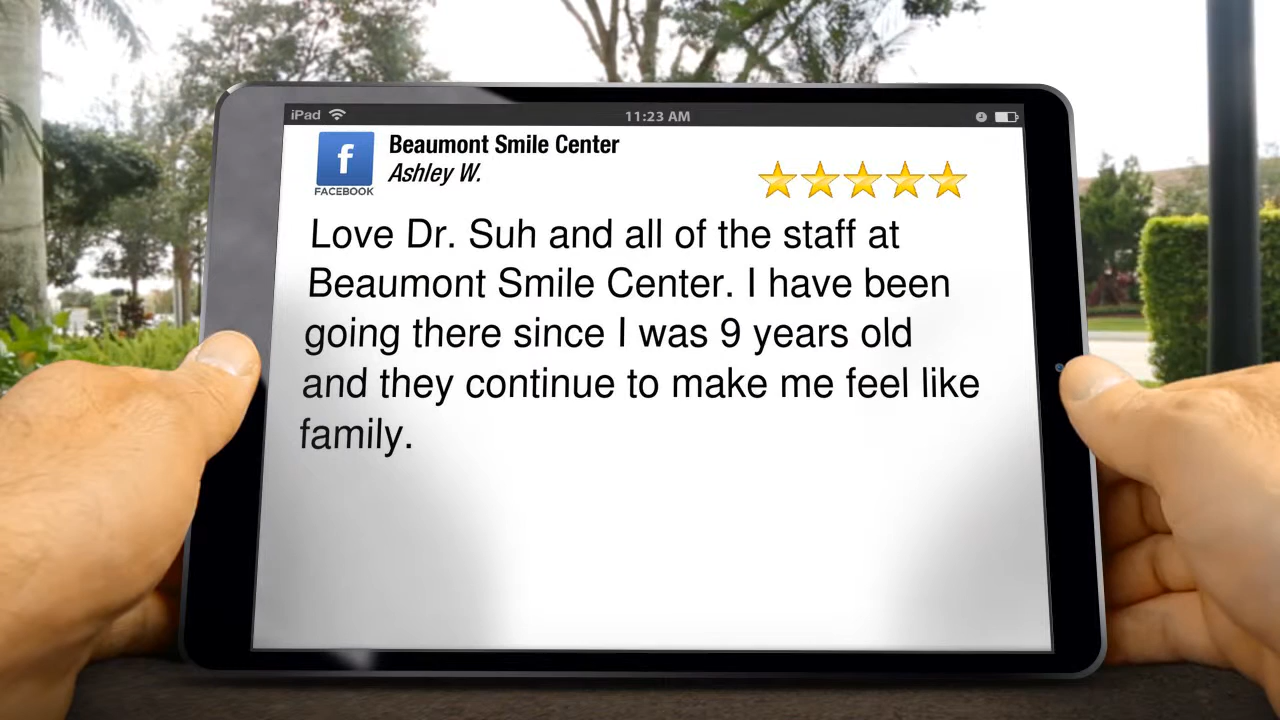 iPad 11:23 AM
f
FACEBOOK
Beaumont Smile Center
Ashley W.
Love Dr. Suh and all of the staff at
Beaumont Smile Center. I have been
going there since I was 9 years old
and they continue to make me feel like
family.